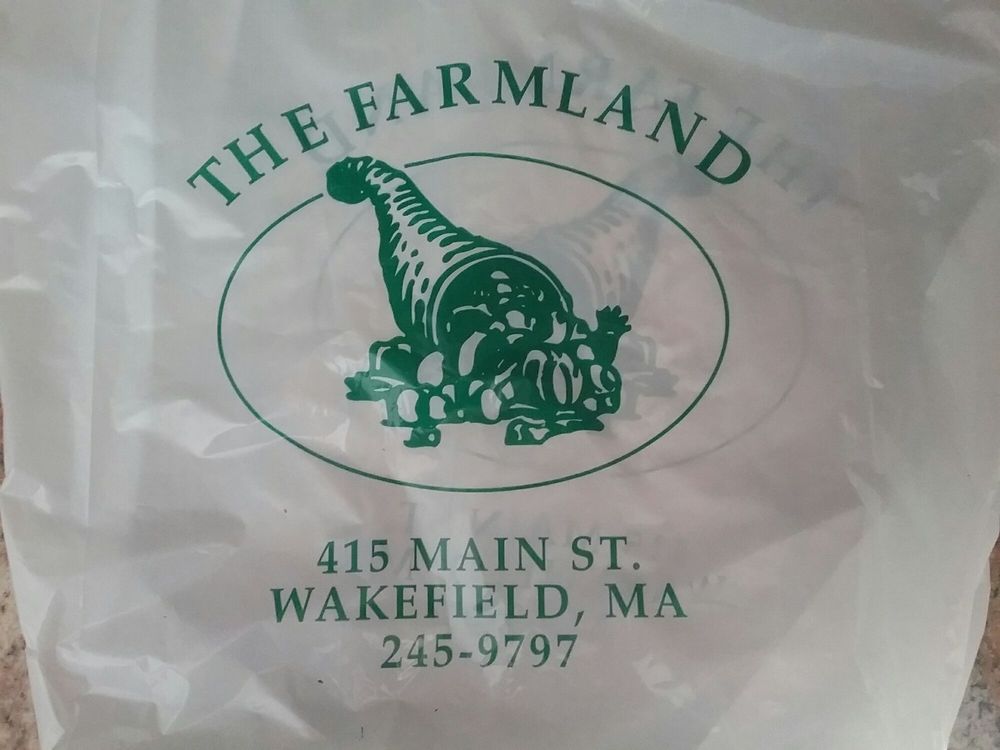 THE FARMLAND
415 MAIN ST.
WAKEFIELD, MA
245-9797